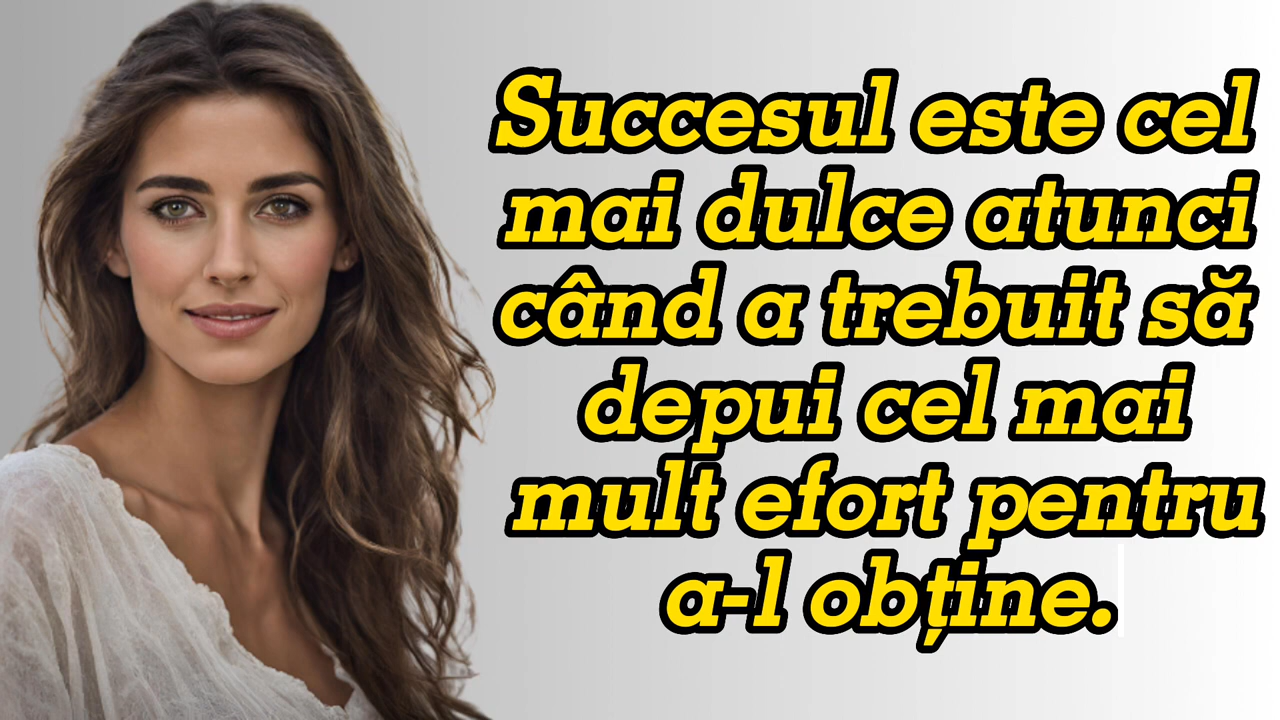 Succesul este cel
mai dulce atunci
când a trebuit să
depui cel mai
mult efort pentru
a-l obține.